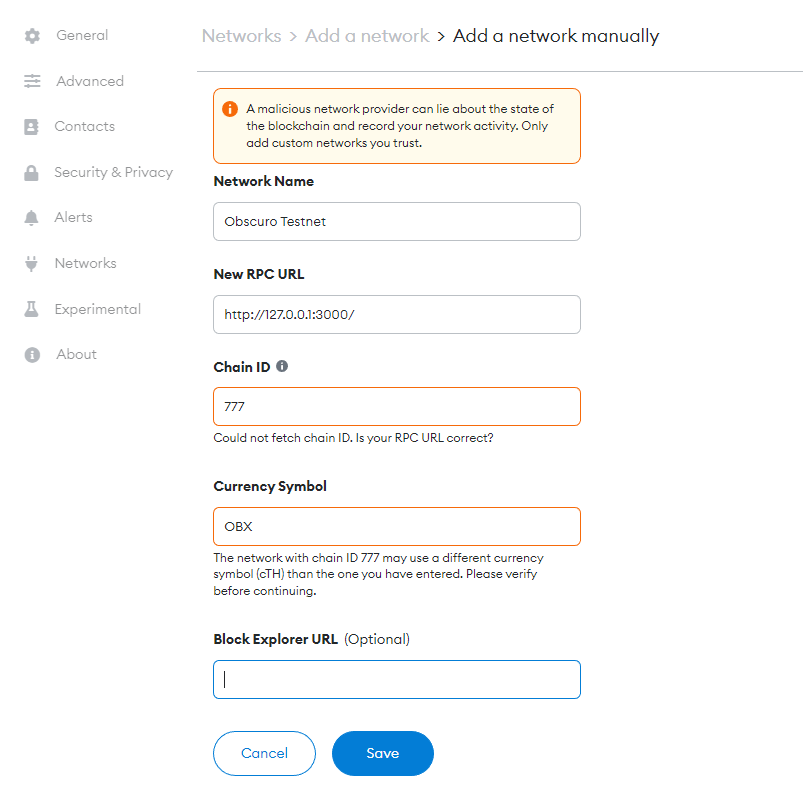 General
Advanced
Contacts
Security & Privacy
Alerts
Networks
Experimental
About
Networks > Add a network > Add a network manually
A malicious network provider can lie about the state of
the blockchain and record your network activity. Only
add custom networks you trust.
Network Name
Obscuro Testnet
New RPC URL
http://127.0.0.1:3000/
Chain ID
777
Could not fetch chain ID. Is your RPC URL correct?
Currency Symbol
OBX
The network with chain ID 777 may use a different currency
symbol (cTH) than the one you have entered. Please verify
before continuing.
Block Explorer URL (Optional)
Cancel
Save